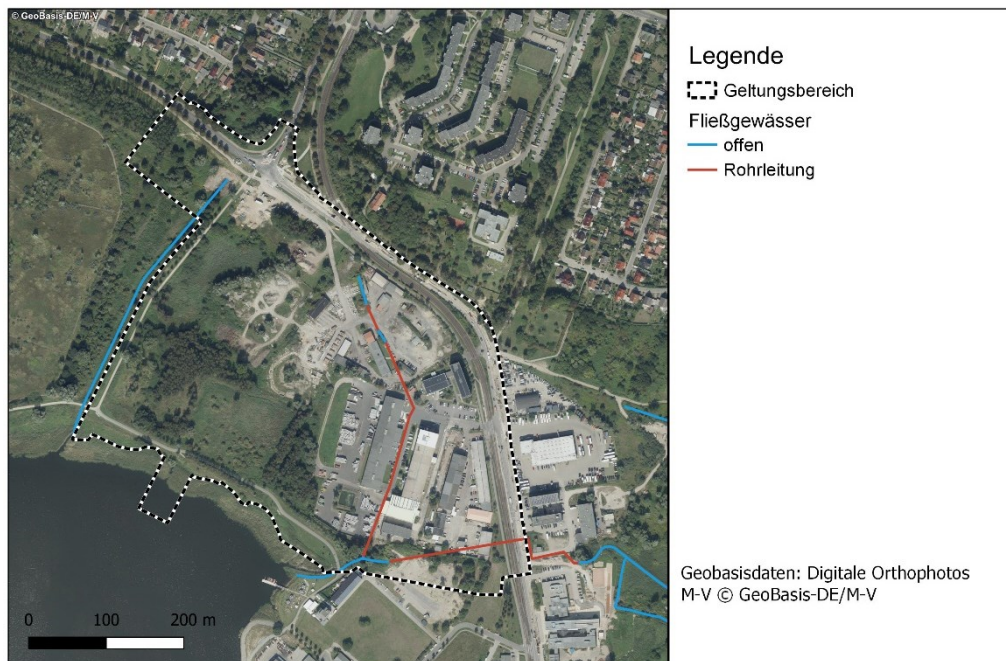 © GeoBasis-DE/M-V
Legende
Geltungsbereich
Fließgewässer
offen
Rohrleitung
Geobasisdaten: Digitale Orthophotos
M-V © GeoBasis-DE/M-V
0 100 200 m